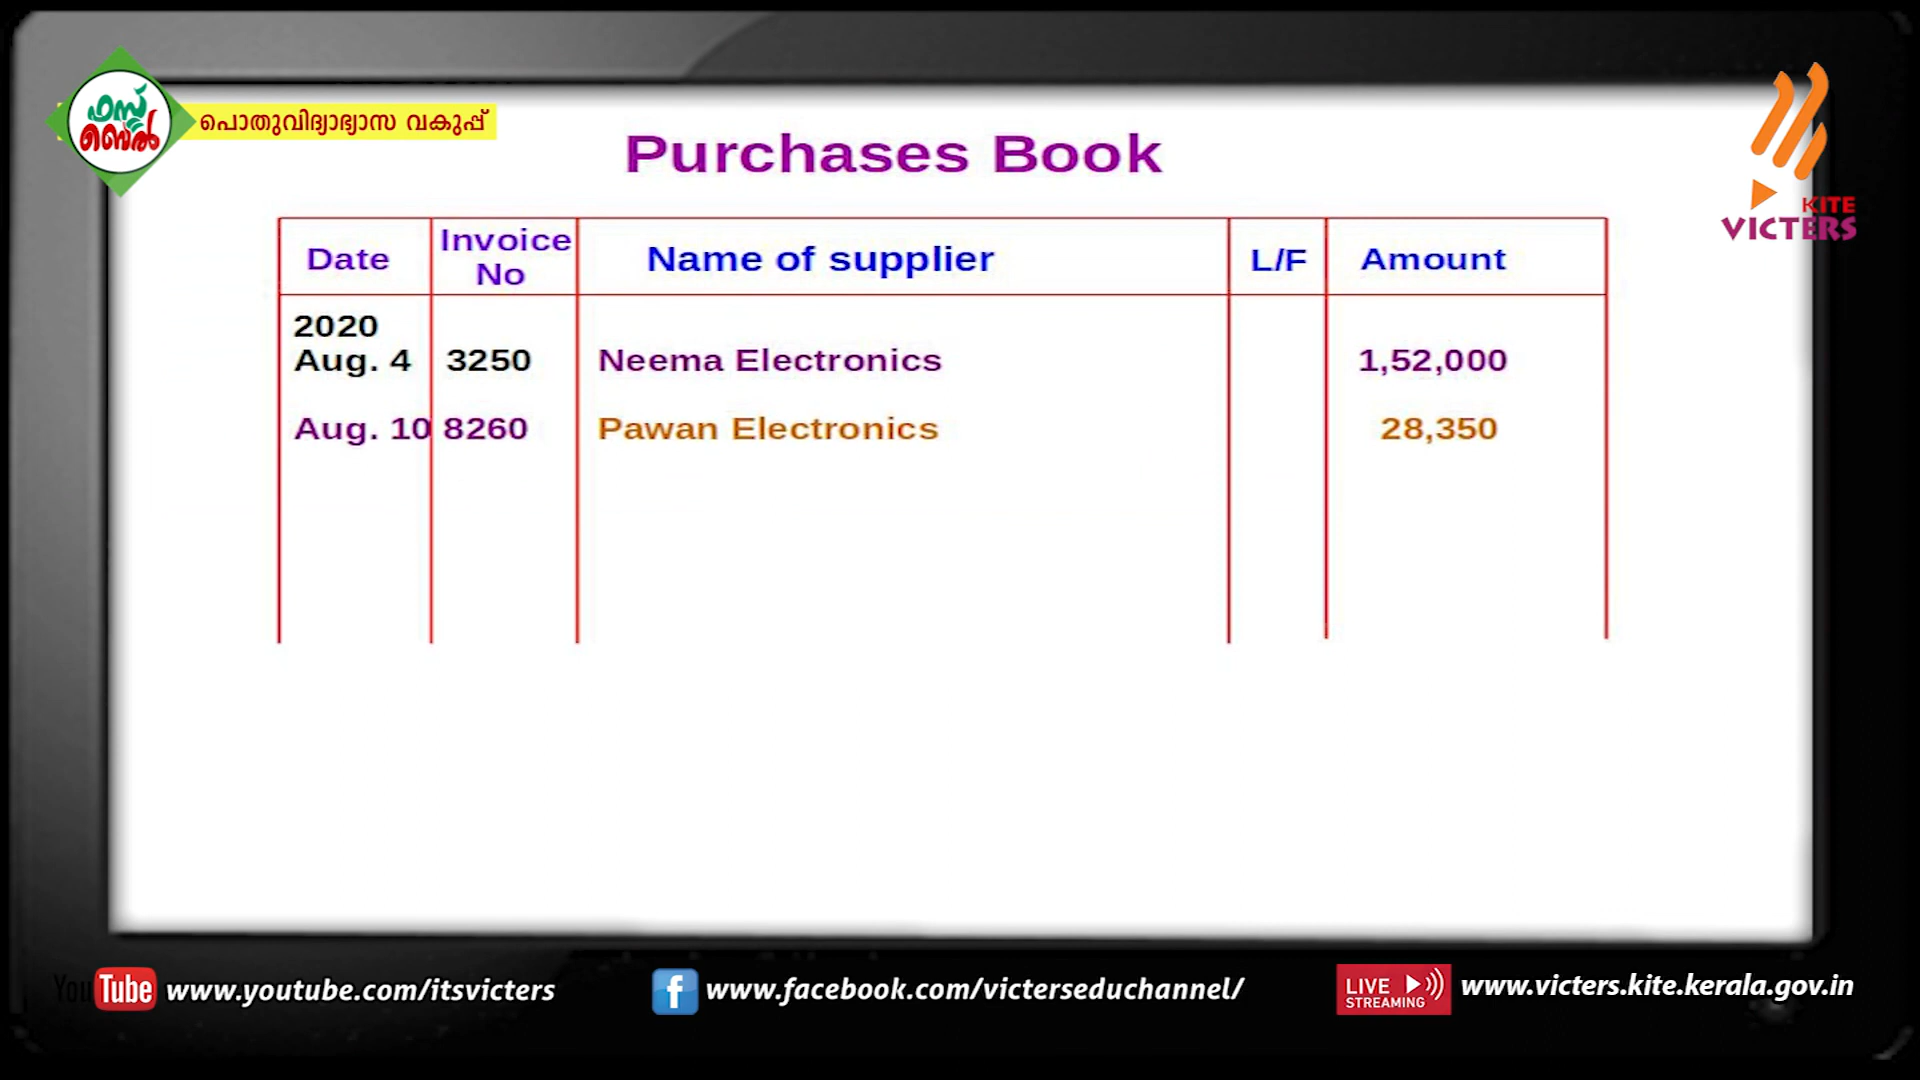 ഫസ്റ്റ്
ബെൽ
പൊതുവിദ്യാഭ്യാസ വകുപ്പ്
Purchases Book
KITE
VICTERS
Date Invoice No Name of supplier L/F Amount
2020
Aug. 4 3250 Neema Electronics 1,52,000
Aug. 10 8260 Pawan Electronics 28,350
YouTube www.youtube.com/itsvicters
f www.facebook.com/victerseduchannel/
LIVE
STREAMING
www.victers.kite.kerala.gov.in